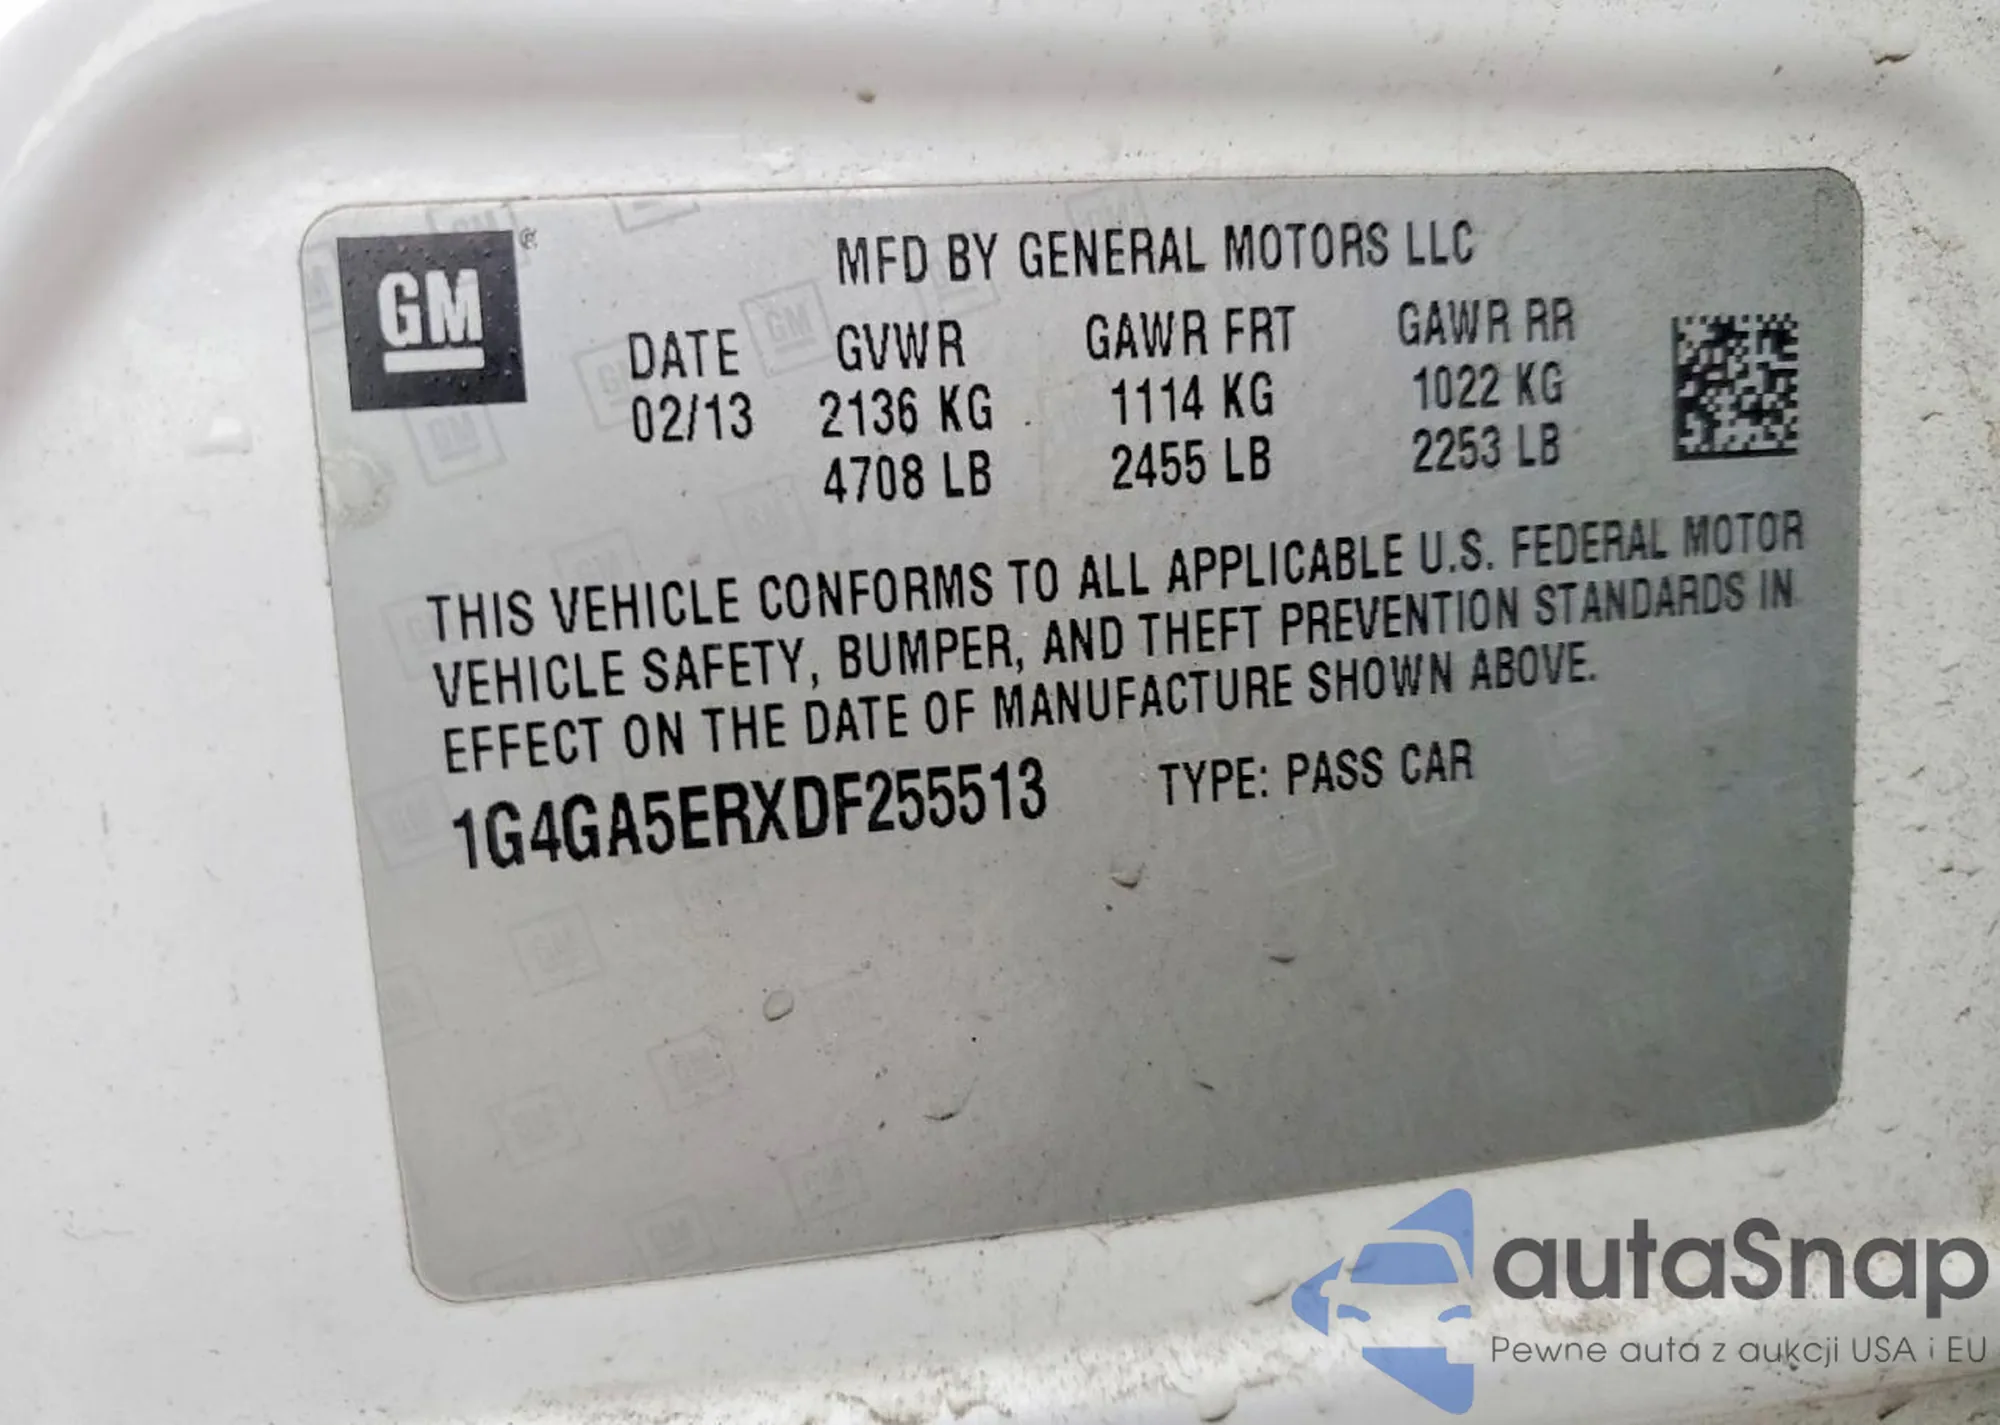 GM
MFD BY GENERAL MOTORS LLC
DATE GVWR GAWR FRT GAWR RR
02/13 2136 KG 1114 KG 1022 KG
4708 LB 2455 LB 2253 LB
THIS VEHICLE CONFORMS TO ALL APPLICABLE U.S. FEDERAL MOTOR
VEHICLE SAFETY, BUMPER, AND THEFT PREVENTION STANDARDS IN
EFFECT ON THE DATE OF MANUFACTURE SHOWN ABOVE.
1G4GA5ERXDF255513 TYPE: PASS CAR
autaSnap
Pewne auta z aukcji USA i EU